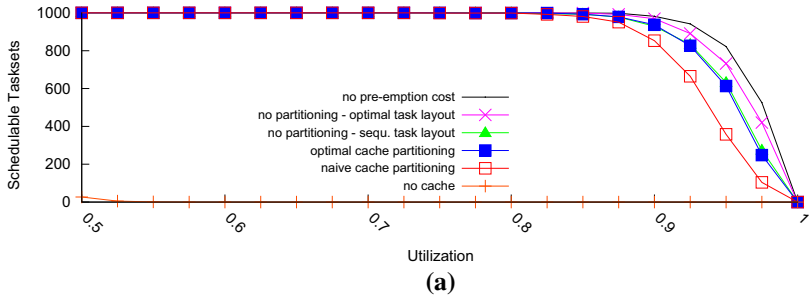 1000
800
600
400
200
0
Schedulable Tasksets
no pre-emption cost
no partitioning - optimal task layout
no partitioning - sequ. task layout
optimal cache partitioning
naive cache partitioning
no cache
0.5 0.6 0.7 0.8 0.9 1
Utilization
(a)